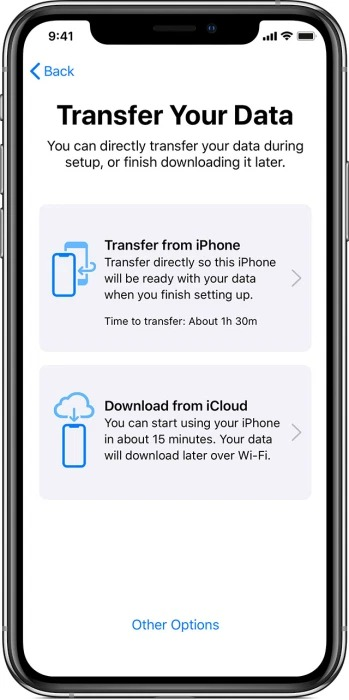 9:41
Back
Transfer Your Data
You can directly transfer your data during
setup, or finish downloading it later.
Transfer from iPhone
Transfer directly so this iPhone
will be ready with your data
when you finish setting up.
Time to transfer: About 1h 30m
Download from iCloud
You can start using your iPhone
in about 15 minutes. Your data
will download later over Wi-Fi.
Other Options